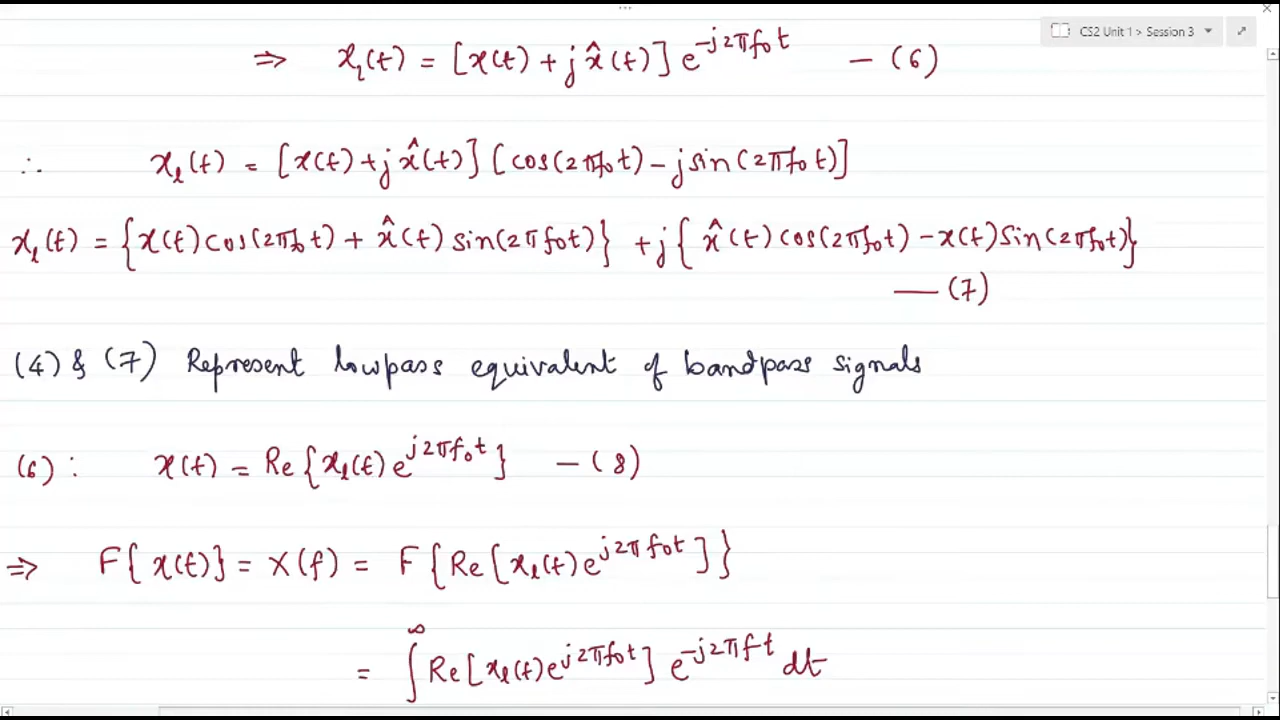 CS2 Unit 1 > Session 3
⇒ x_l(t) = [x(t) + j x̂(t)] e^{-j2πf₀t} — (6)
∴ x_l(t) = [x(t) + j x̂(t)] [cos(2πf₀t) - j sin(2πf₀t)]
x_l(t) = {x(t) cos(2πf₀t) + x̂(t) sin(2πf₀t)} + j{x̂(t) cos(2πf₀t) - x(t) Sin(2πf₀t)}
— (7)
(4) & (7) Represent lowpass equivalent of bandpass signals
(6) : x(t) = Re{x_l(t) e^{j2πf₀t}} — (8)
⇒ F{x(t)} = X(f) = F{Re[x_l(t) e^{j2πf₀t}]}
= ∫^∞ Re[x_l(t) e^{j2πf₀t}] e^{-j2πft} dt